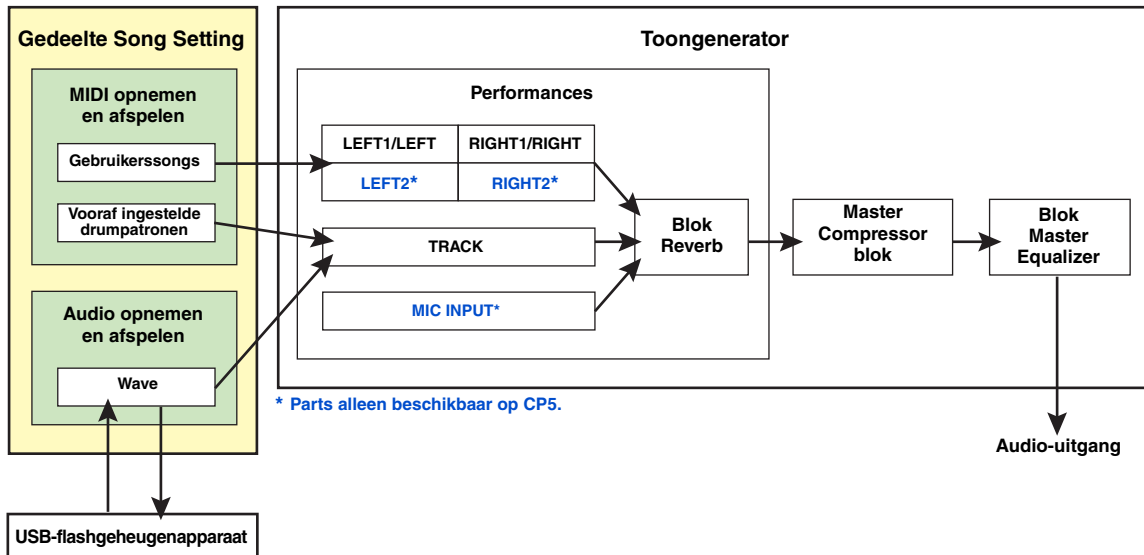 Gedeelte Song Setting
MIDI opnemen
en afspelen
Gebruikerssongs
Vooraf ingestelde
drumpatronen
Audio opnemen
en afspelen
Wave
USB-flashgeheugenapparaat
Toongenerator
Performances
LEFT1/LEFT
RIGHT1/RIGHT
LEFT2*
RIGHT2*
TRACK
MIC INPUT*
Blok
Reverb
Master
Compressor
blok
Blok
Master
Equalizer
* Parts alleen beschikbaar op CP5.
Audio-uitgang